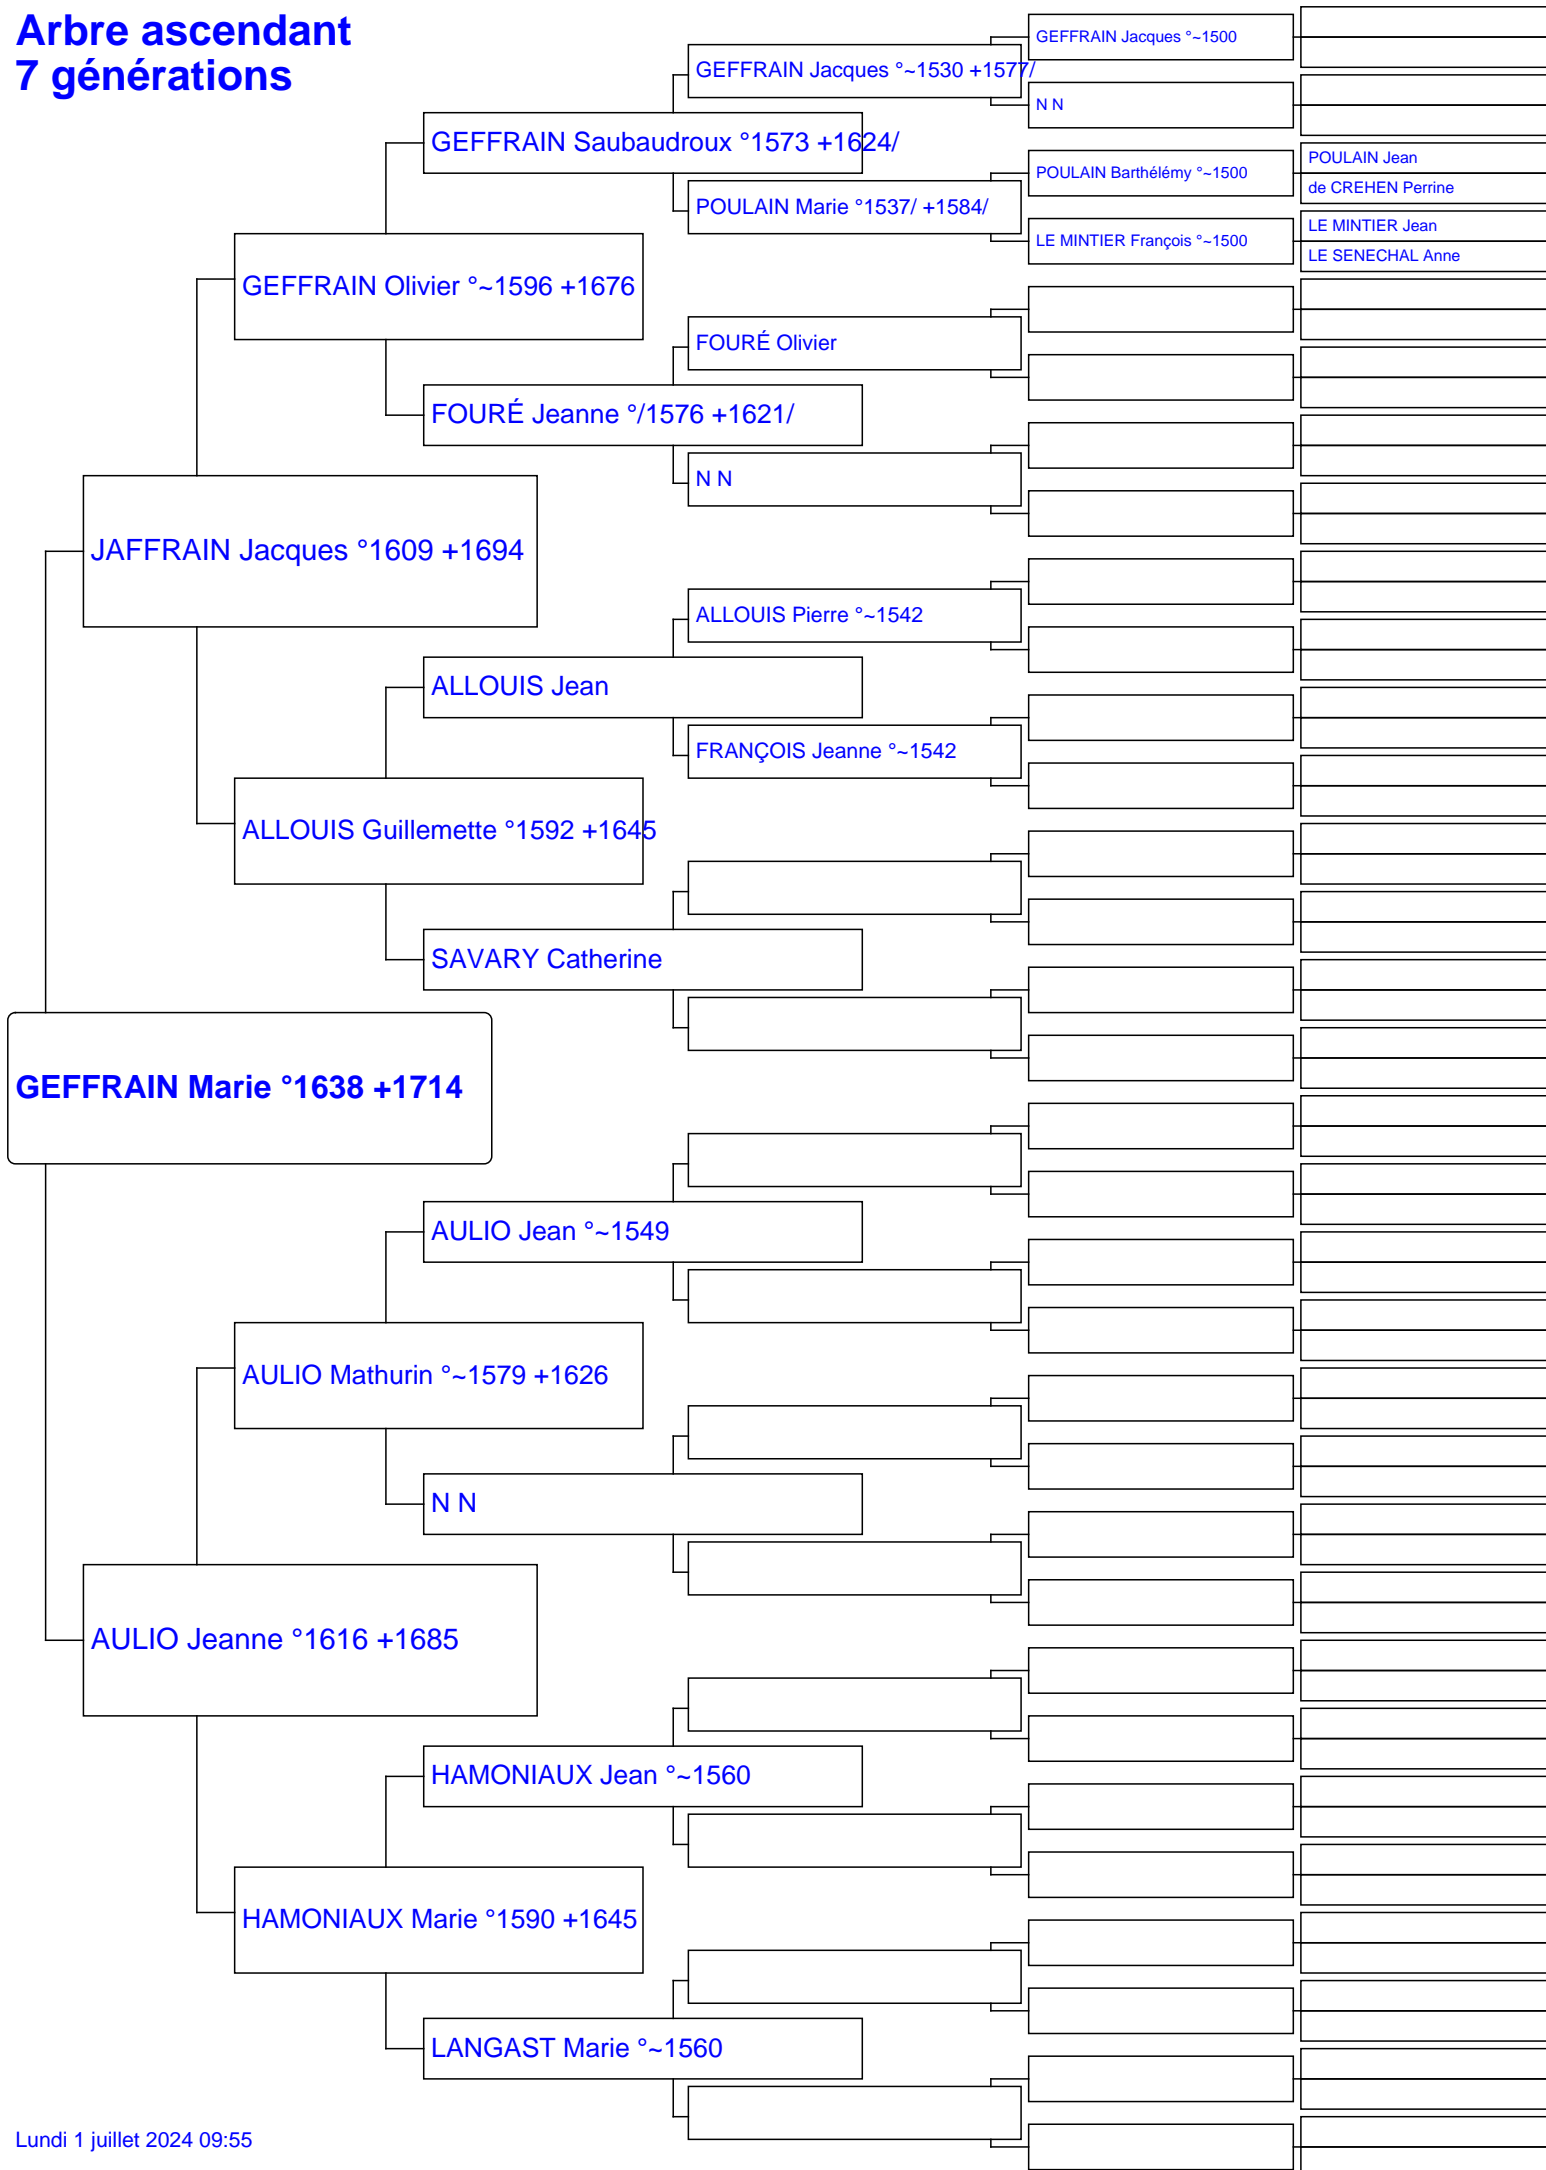 Arbre ascendant
7 générations
GEFFRAIN Jacques °~1500
GEFFRAIN Jacques °~1530 +1577/
N N
GEFFRAIN Saubaudroux °1573 +1624/
POULAIN Jean
POULAIN Barthélémy °~1500
de CREHEN Perrine
POULAIN Marie °1537/ +1584/
LE MINTIER Jean
LE MINTIER François °~1500
LE SENECHAL Anne
GEFFRAIN Olivier °~1596 +1676
FOURÉ Olivier
FOURÉ Jeanne °/1576 +1621/
N N
JAFFRAIN Jacques °1609 +1694
ALLOUIS Pierre °~1542
ALLOUIS Jean
FRANÇOIS Jeanne °~1542
ALLOUIS Guillemette °1592 +1645
SAVARY Catherine
GEFFRAIN Marie °1638 +1714
AULIO Jean °~1549
AULIO Mathurin °~1579 +1626
N N
AULIO Jeanne °1616 +1685
HAMONIAUX Jean °~1560
HAMONIAUX Marie °1590 +1645
LANGAST Marie °~1560
Lundi 1 juillet 2024 09:55